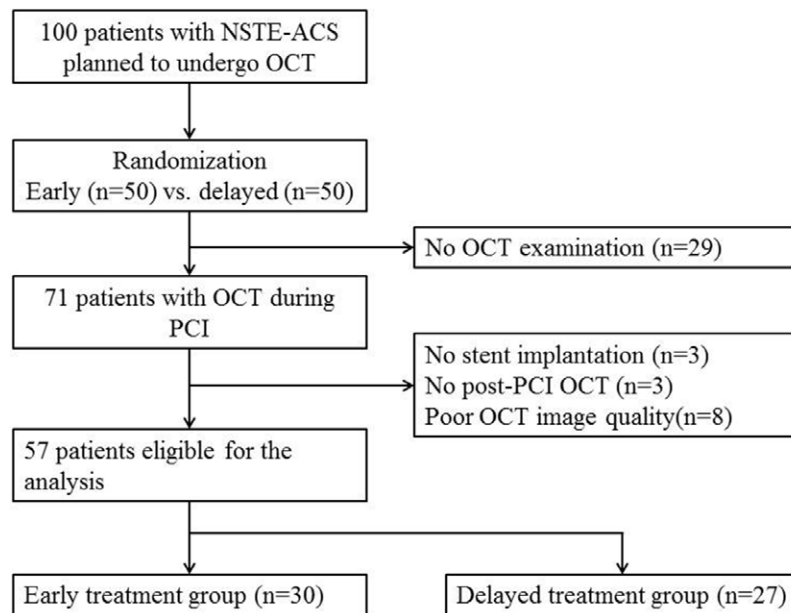 100 patients with NSTE-ACS
planned to undergo OCT
Randomization
Early (n=50) vs. delayed (n=50)
No OCT examination (n=29)
71 patients with OCT during
PCI
No stent implantation (n=3)
No post-PCI OCT (n=3)
Poor OCT image quality(n=8)
57 patients eligible for the
analysis
Early treatment group (n=30)
Delayed treatment group (n=27)